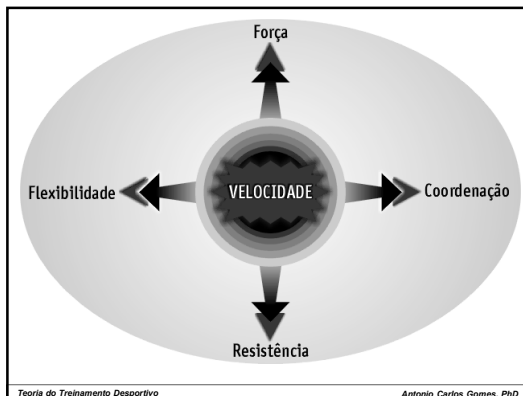 Força
Flexibilidade
VELOCIDADE
Coordenação
Resistência
Teoria do Treinamento Desportivo
Antonio Carlos Gomes, PhD